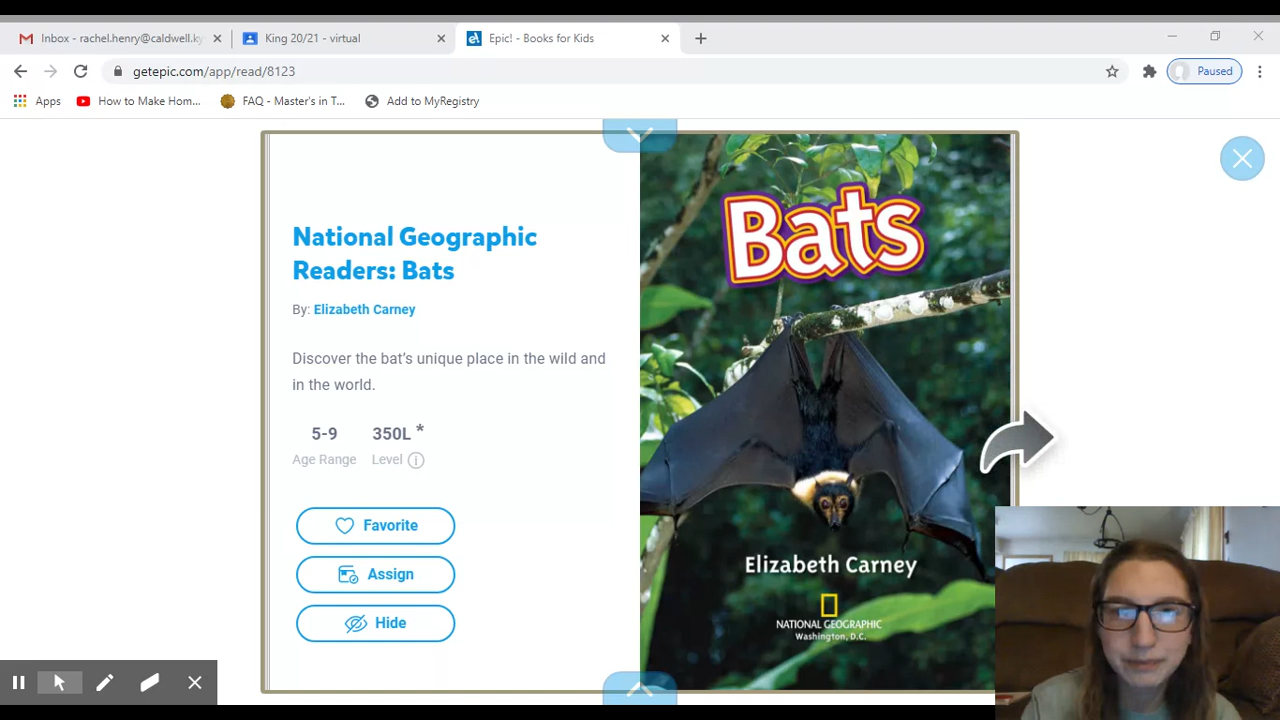 Inbox - rachel.henry@caldwell.ky
King 20/21 - virtual
Epic! - Books for Kids
getepic.com/app/read/8123
Paused
Apps
How to Make Hom...
FAQ - Master's in T...
Add to MyRegistry
National Geographic
Readers: Bats
By: Elizabeth Carney
Discover the bat's unique place in the wild and
in the world.
5-9
350L *
Age Range
Level
Favorite
Assign
Hide
Bats
Elizabeth Carney
NATIONAL GEOGRAPHIC
Washington, D.C.